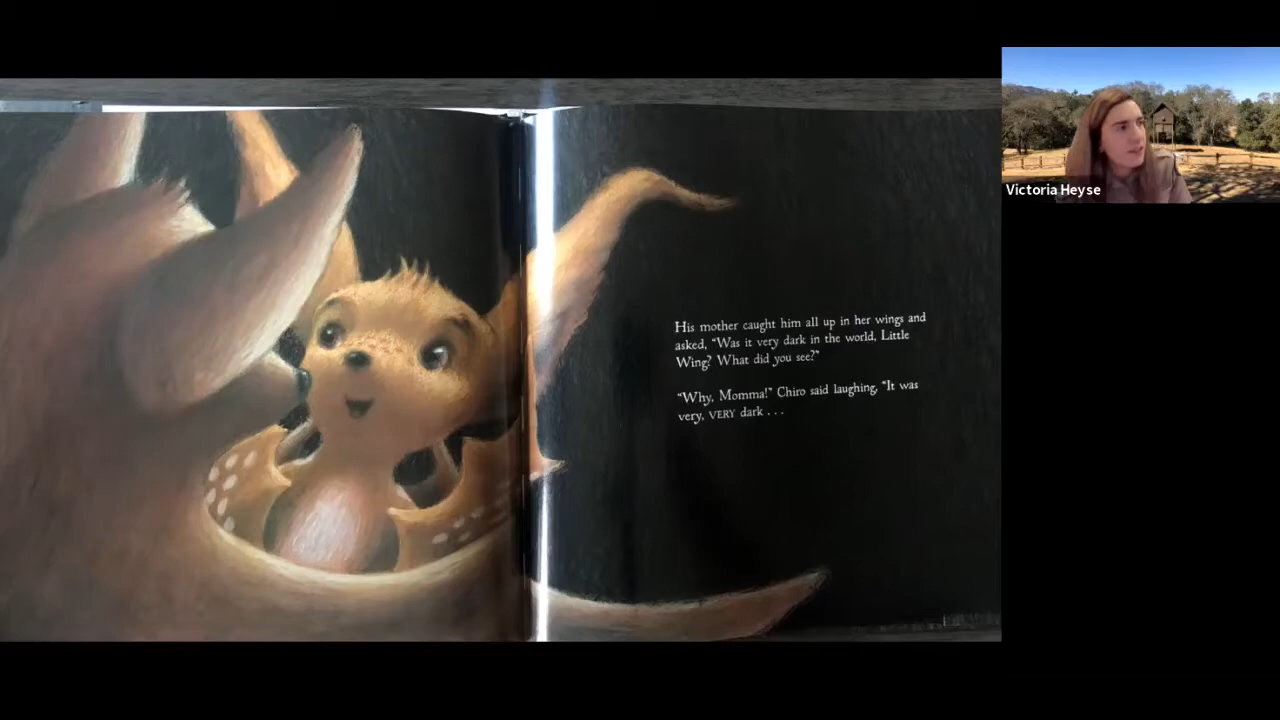 His mother caught him all up in her wings and
asked, “Was it very dark in the world, Little
Wing? What did you see?”
“Why, Momma!” Chiro said laughing, “It was
very, VERY dark . . .
Victoria Heyse